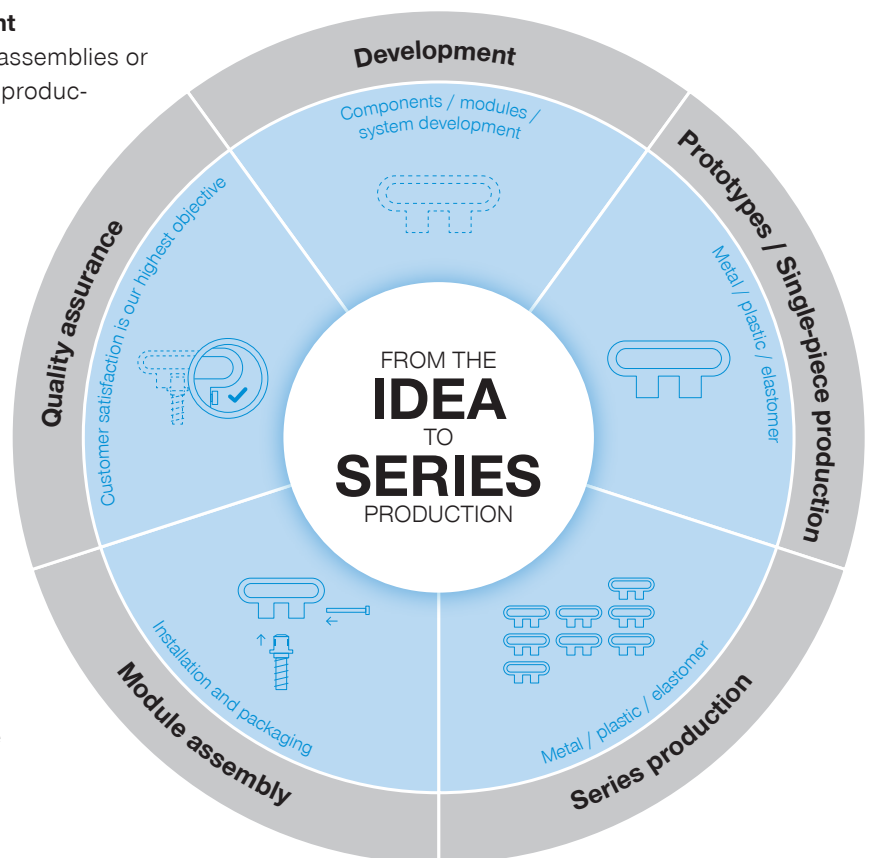 nt
assemblies or
produc-
Development
Components / modules /
system development
Prototypes / Single-piece production
Metal / plastic / elastomer
Series production
Metal / plastic / elastomer
Module assembly
Installation and packaging
Quality assurance
Customer satisfaction is our highest objective
FROM THE
IDEA
TO
SERIES
PRODUCTION